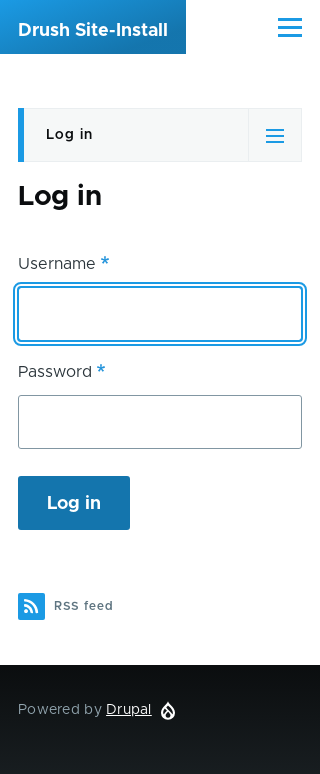 Drush Site-Install
Log in
Log in
Username *
Password *
Log in
RSS feed
Powered by Drupal